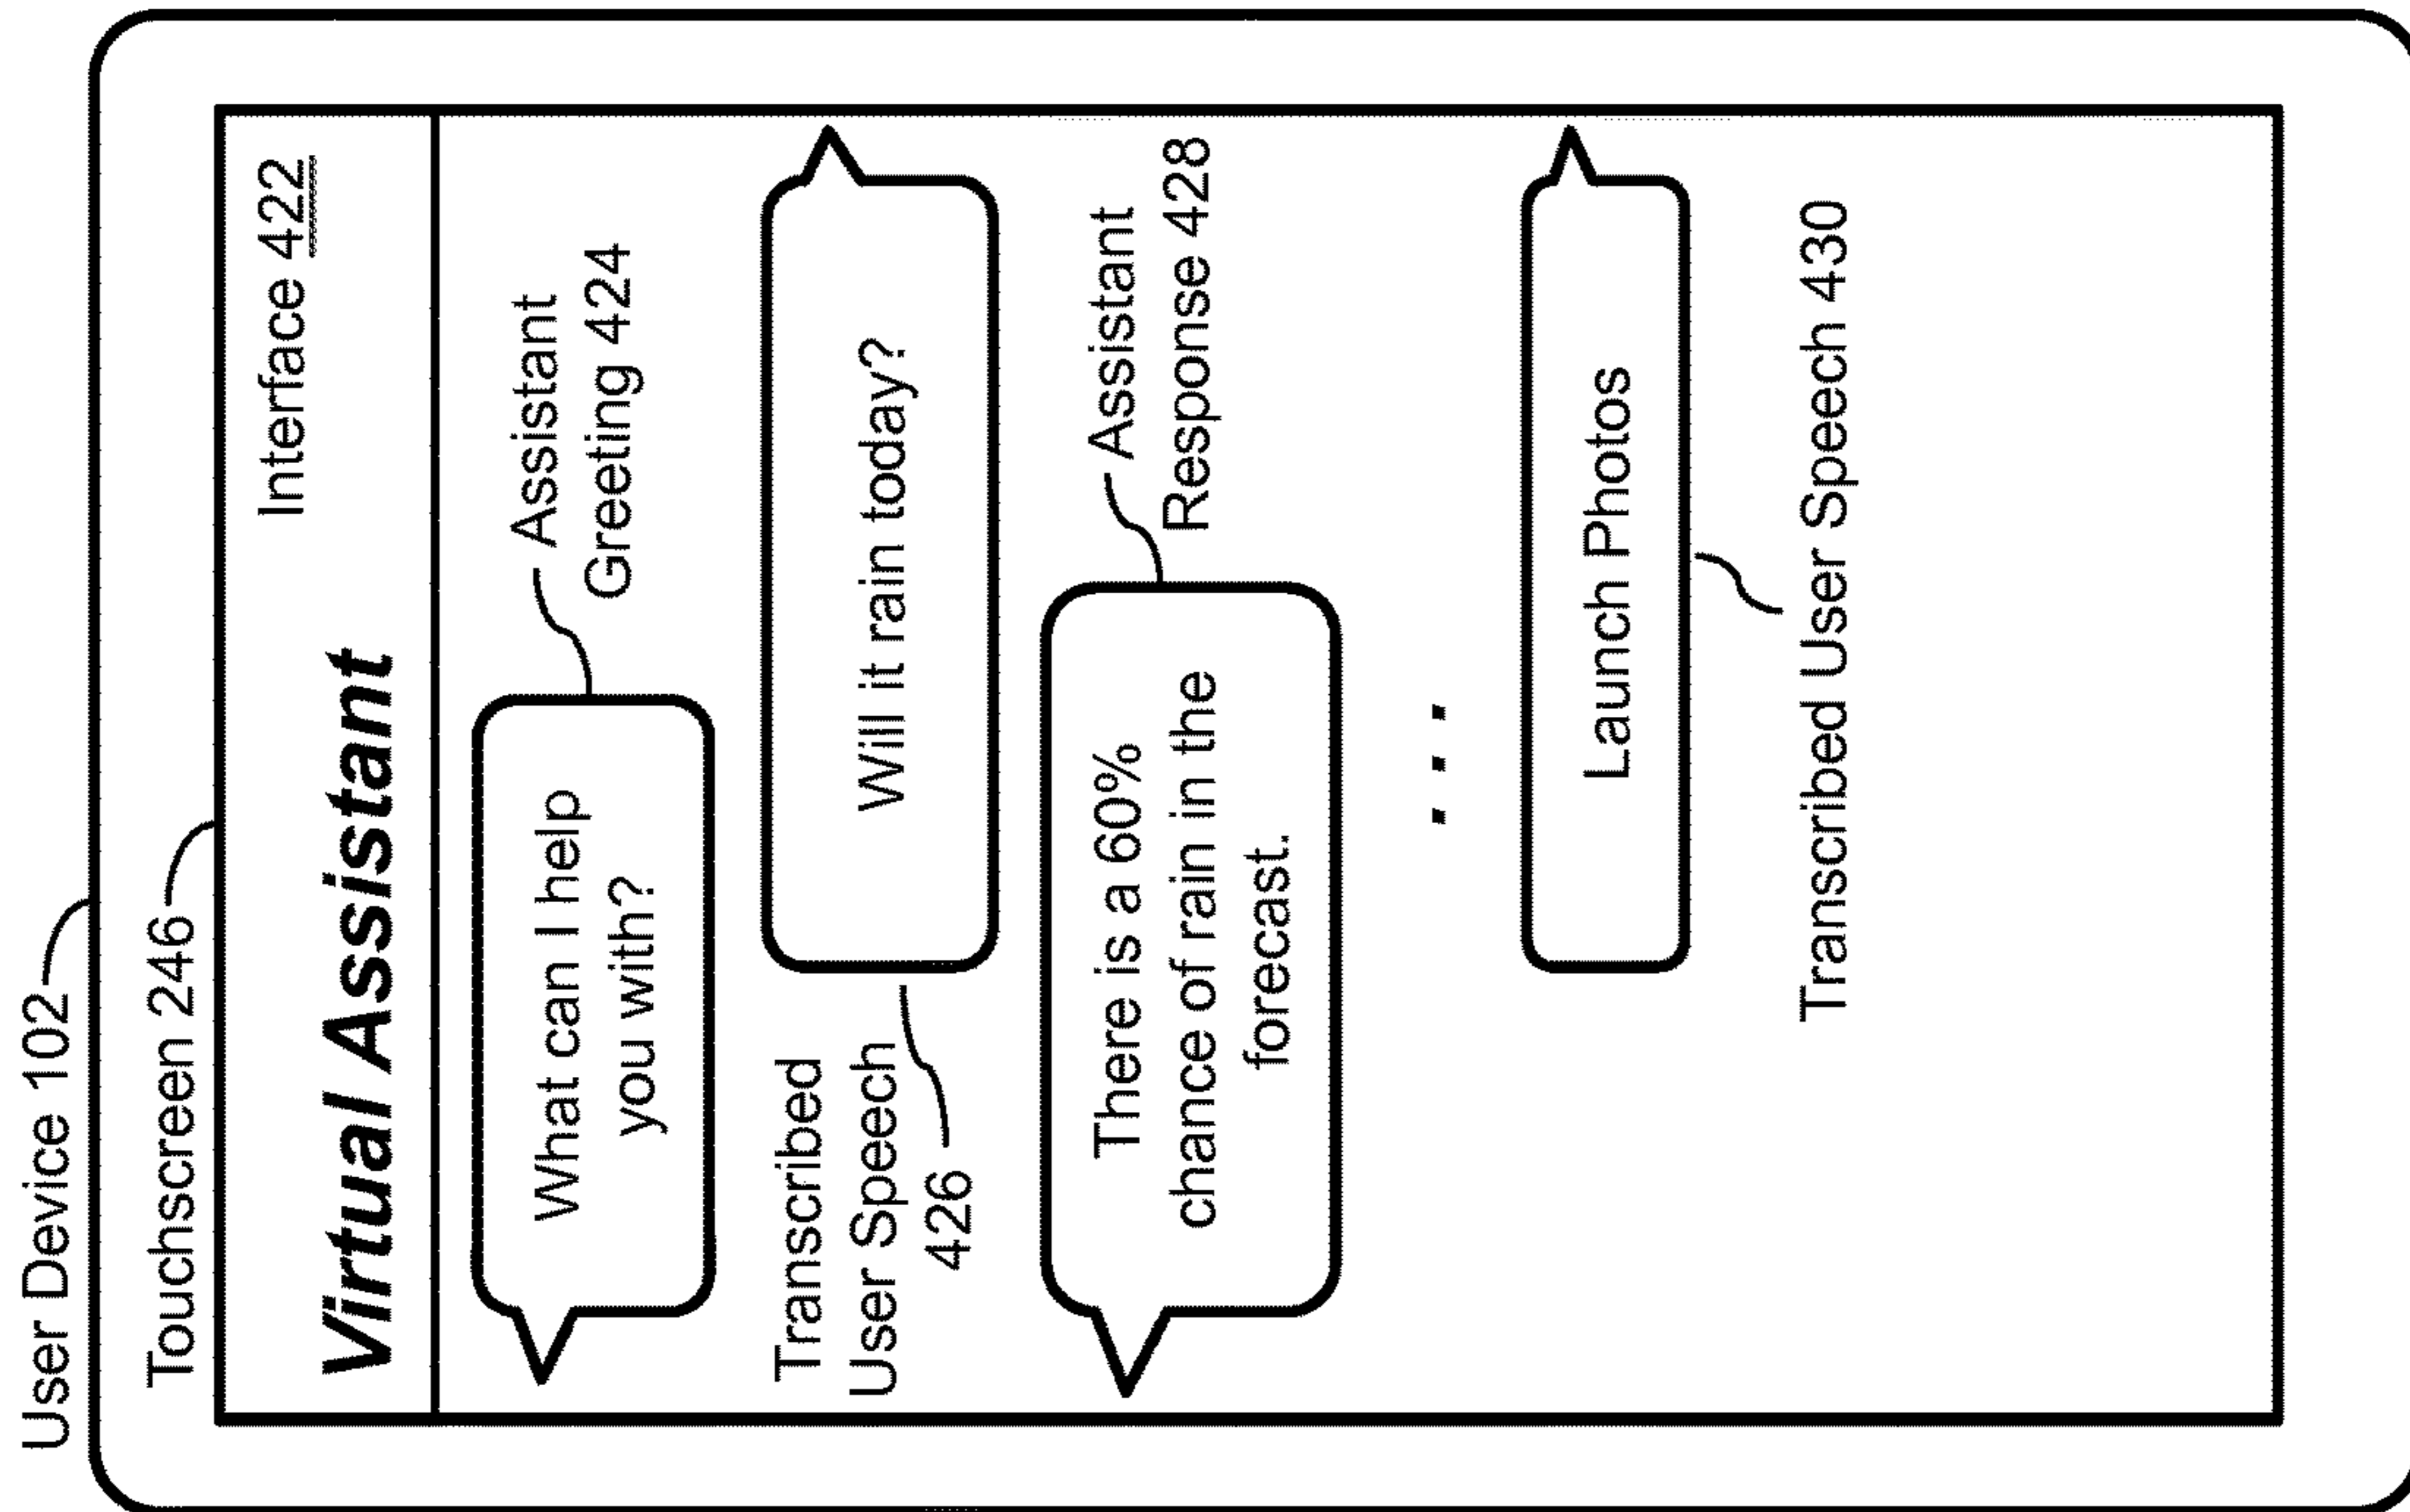 User Device 102
Touchscreen 246
Interface 422
Virtual Assistant
What can I help
you with?
Assistant
Greeting 424
Transcribed
User Speech
426
Will it rain today?
There is a 60%
chance of rain in the
forecast.
Assistant
Response 428
...
Launch Photos
Transcribed User Speech 430